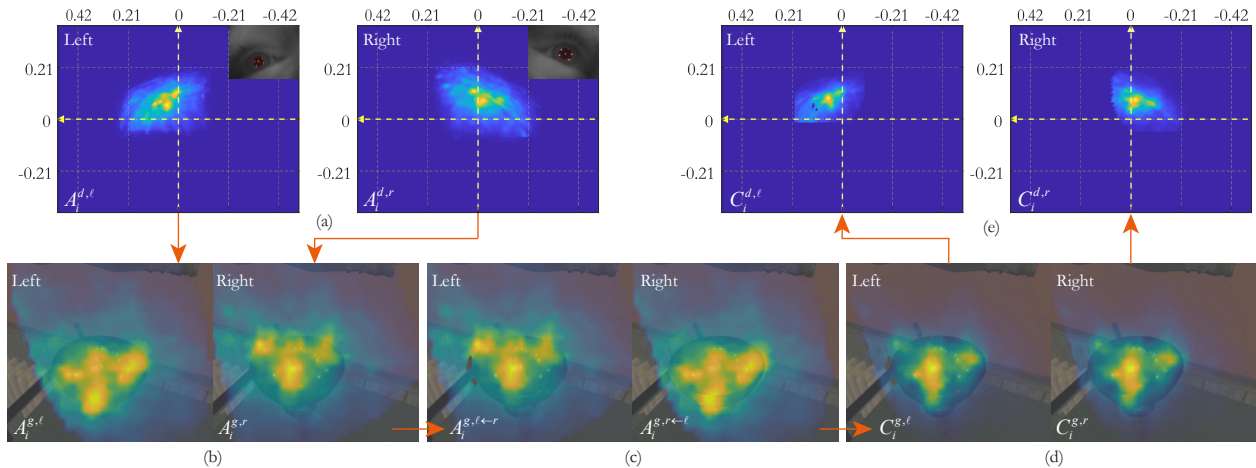 0.42 0.21 0 -0.21 -0.42
0.42 0.21 0 -0.21 -0.42
0.42 0.21 0 -0.21 -0.42
0.42 0.21 0 -0.21 -0.42
Left
Right
Left
Right
0.21
0
-0.21
0.21
0
-0.21
A_i^{d,ℓ}
A_i^{d,r}
C_i^{d,ℓ}
C_i^{d,r}
(a)
(e)
Left
Right
Left
Right
Left
Right
A_i^{g,ℓ}
A_i^{g,r}
A_i^{g,ℓ←r}
A_i^{g,r←ℓ}
C_i^{g,ℓ}
C_i^{g,r}
(b)
(c)
(d)